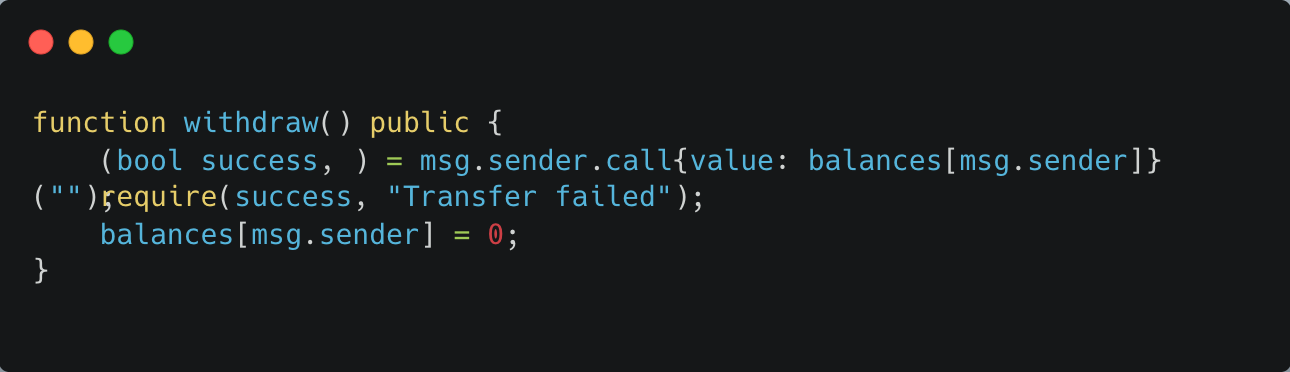 function withdraw() public {
    (bool success, ) = msg.sender.call{value: balances[msg.sender]}
("");require(success, "Transfer failed");
    balances[msg.sender] = 0;
}